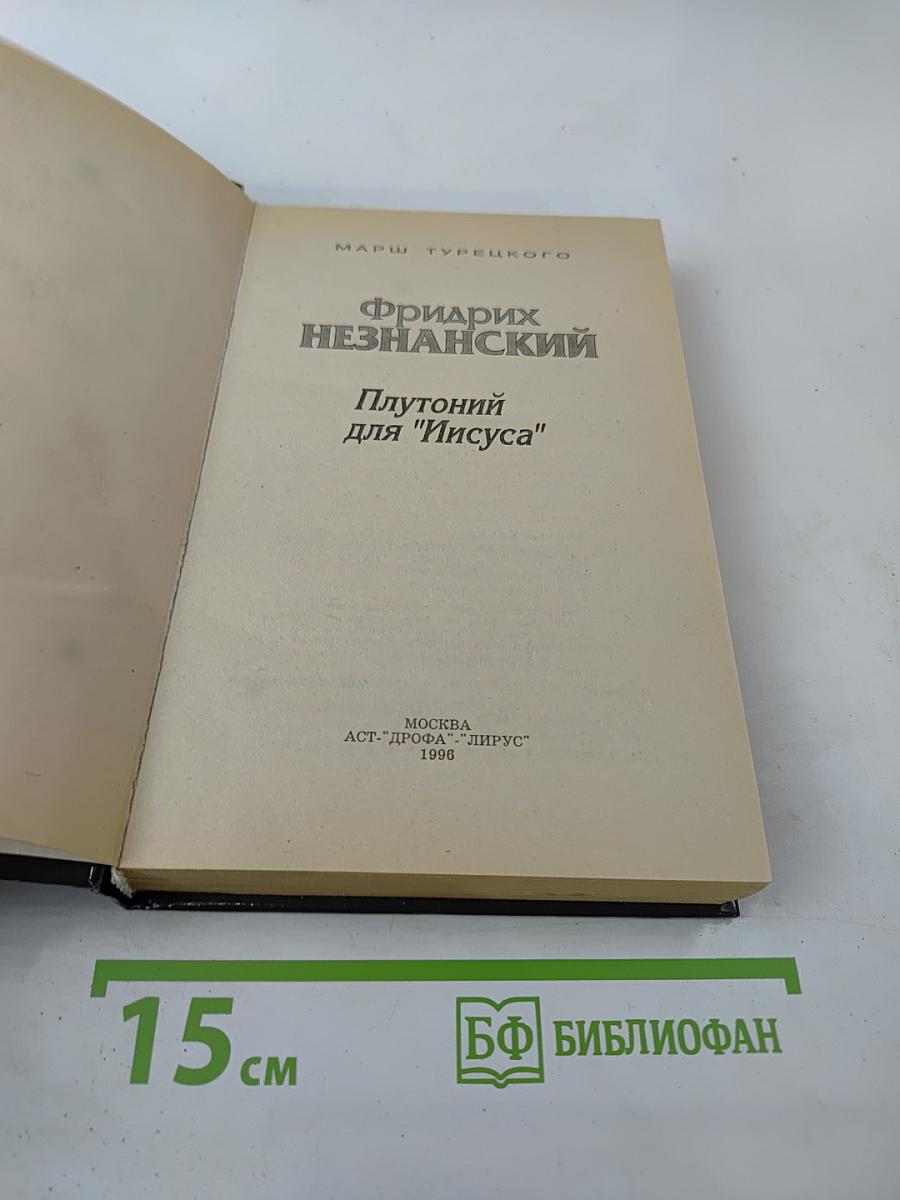 МАРШ ТУРЕЦКОГО
Фридрих
НЕЗНАНСКИЙ
Плутоний
для "Иисуса"
МОСКВА
АСТ-"ДРОФА"-"ЛИРУС"
1996
15 см
БФ БИБЛИОФАН